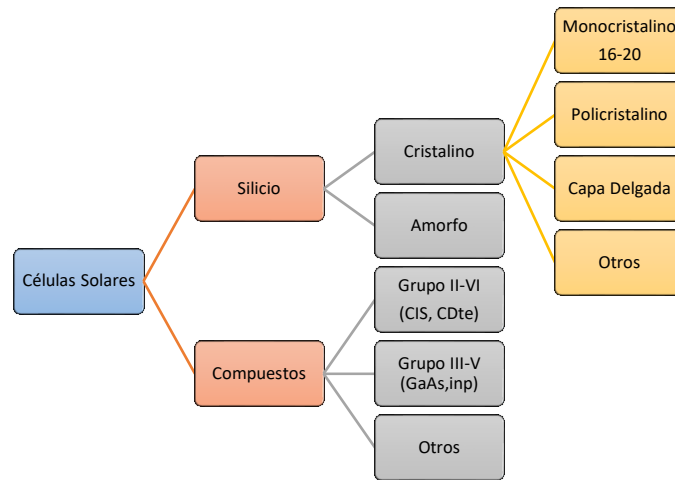 Células Solares
Silicio
Cristalino
Monocristalino
16-20
Policristalino
Capa Delgada
Otros
Amorfo
Compuestos
Grupo II-VI
(CIS, CDte)
Grupo III-V
(GaAs,inp)
Otros